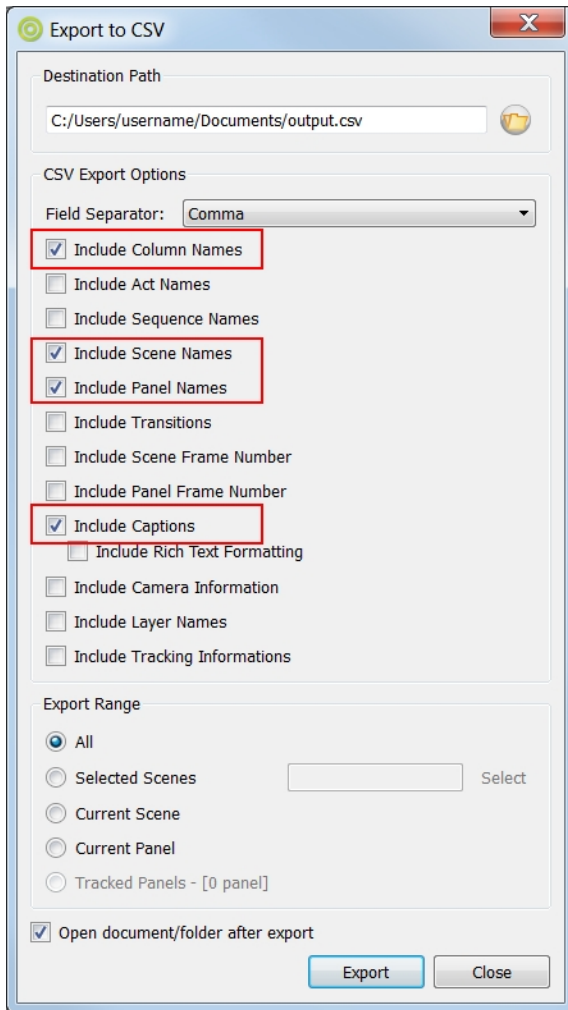 Export to CSV
Destination Path
C:/Users/username/Documents/output.csv
CSV Export Options
Field Separator: Comma
Include Column Names
Include Act Names
Include Sequence Names
Include Scene Names
Include Panel Names
Include Transitions
Include Scene Frame Number
Include Panel Frame Number
Include Captions
Include Rich Text Formatting
Include Camera Information
Include Layer Names
Include Tracking Informations
Export Range
All
Selected Scenes Select
Current Scene
Current Panel
Tracked Panels - [0 panel]
Open document/folder after export
Export Close